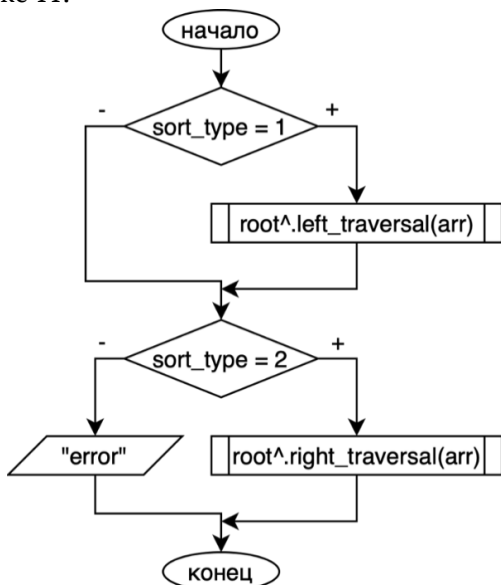 начало
- +
sort_type = 1
root^.left_traversal(arr)
- +
sort_type = 2
"error" root^.right_traversal(arr)
конец